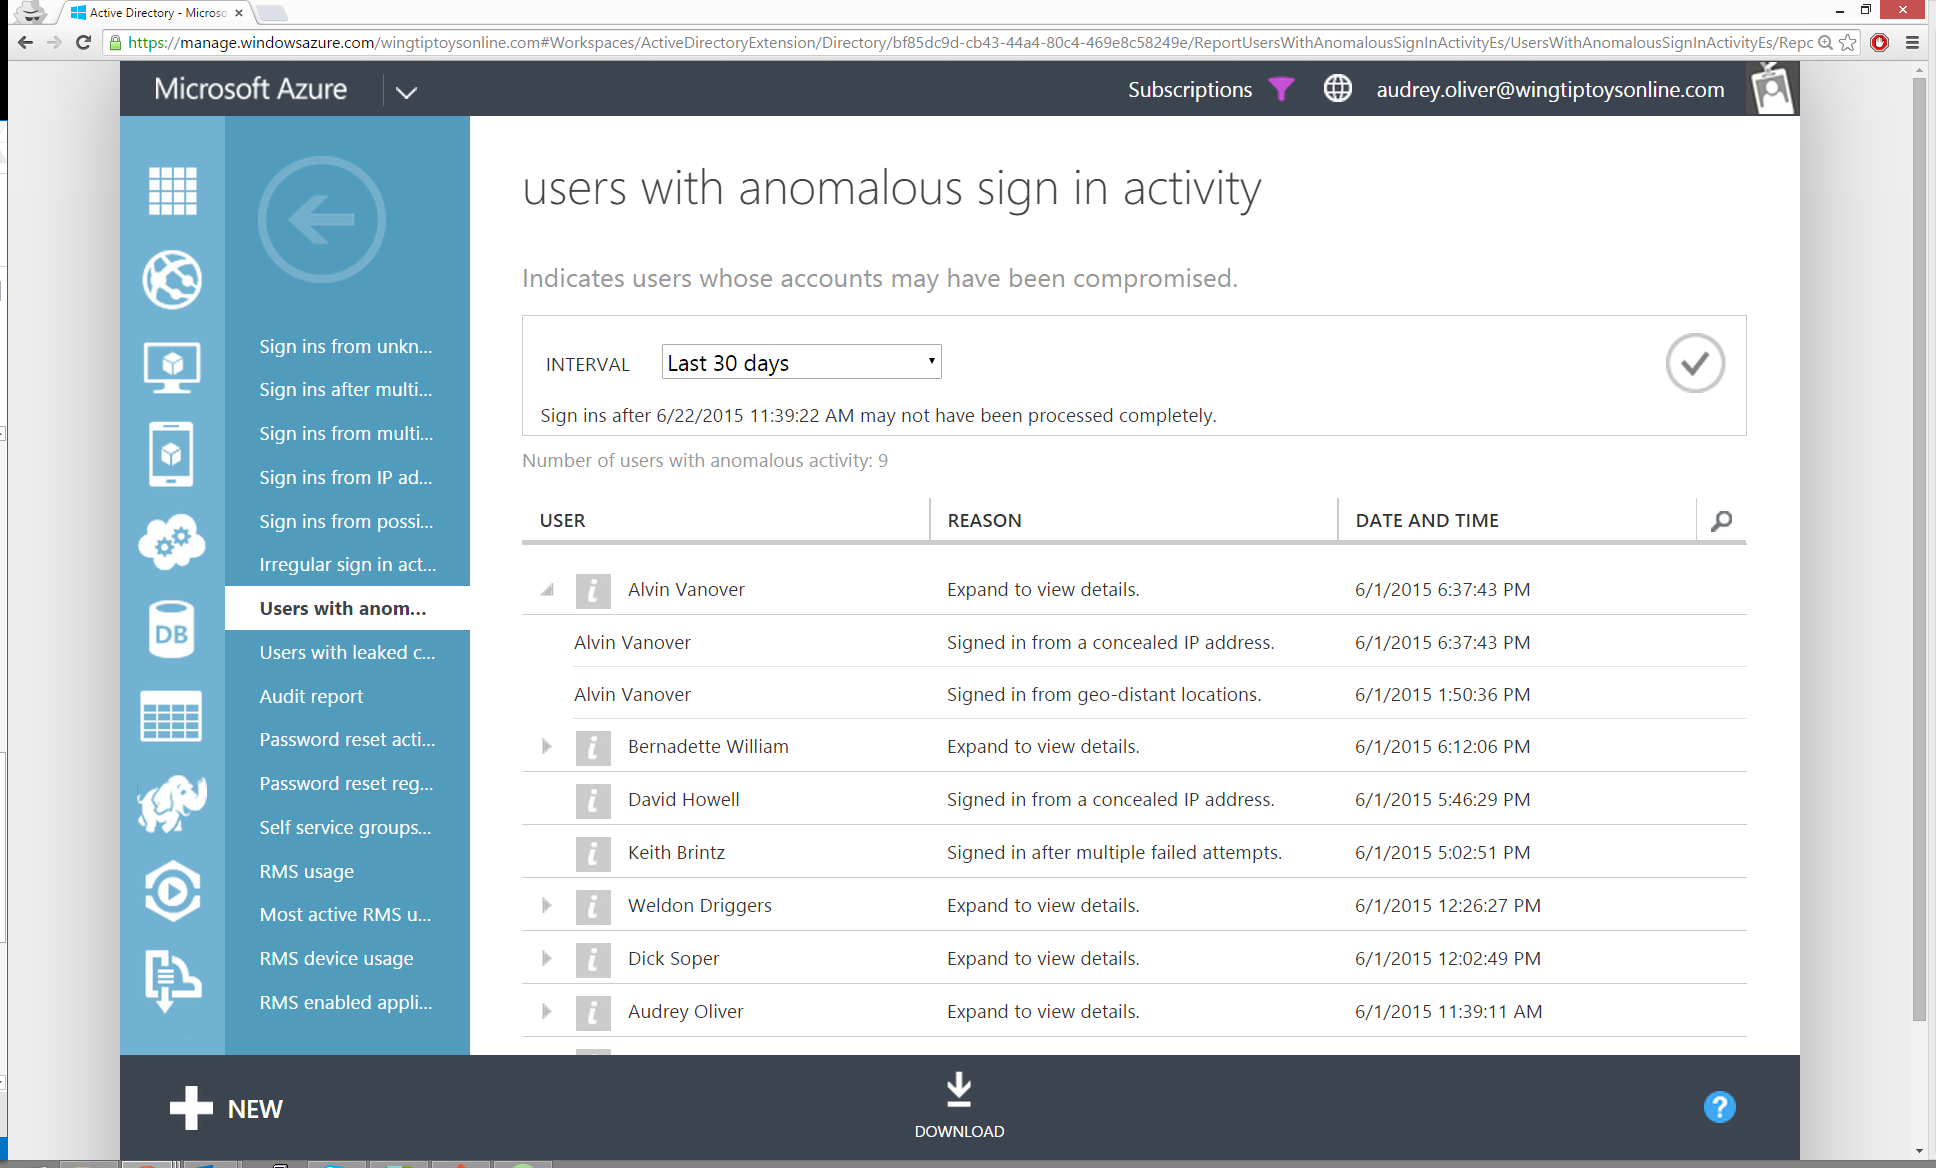 Active Directory - Microso
https://manage.windowsazure.com/wingtiptoysonline.com#Workspaces/ActiveDirectoryExtension/Directory/bf85dc9d-cb43-44a4-80c4-469e8c58249e/ReportUsersWithAnomalousSignInActivityEs/UsersWithAnomalousSignInActivityEs/Repc
Microsoft Azure
Subscriptions
audrey.oliver@wingtiptoysonline.com
Sign ins from unkn...
Sign ins after multi...
Sign ins from multi...
Sign ins from IP ad...
Sign ins from possi...
Irregular sign in act...
Users with anom...
Users with leaked c...
Audit report
Password reset acti...
Password reset reg...
Self service groups...
RMS usage
Most active RMS u...
RMS device usage
RMS enabled appli...
DB
users with anomalous sign in activity
Indicates users whose accounts may have been compromised.
INTERVAL Last 30 days
Sign ins after 6/22/2015 11:39:22 AM may not have been processed completely.
Number of users with anomalous activity: 9
USER REASON DATE AND TIME
i Alvin Vanover Expand to view details. 6/1/2015 6:37:43 PM
Alvin Vanover Signed in from a concealed IP address. 6/1/2015 6:37:43 PM
Alvin Vanover Signed in from geo-distant locations. 6/1/2015 1:50:36 PM
i Bernadette William Expand to view details. 6/1/2015 6:12:06 PM
i David Howell Signed in from a concealed IP address. 6/1/2015 5:46:29 PM
i Keith Brintz Signed in after multiple failed attempts. 6/1/2015 5:02:51 PM
i Weldon Driggers Expand to view details. 6/1/2015 12:26:27 PM
i Dick Soper Expand to view details. 6/1/2015 12:02:49 PM
i Audrey Oliver Expand to view details. 6/1/2015 11:39:11 AM
NEW
DOWNLOAD
?